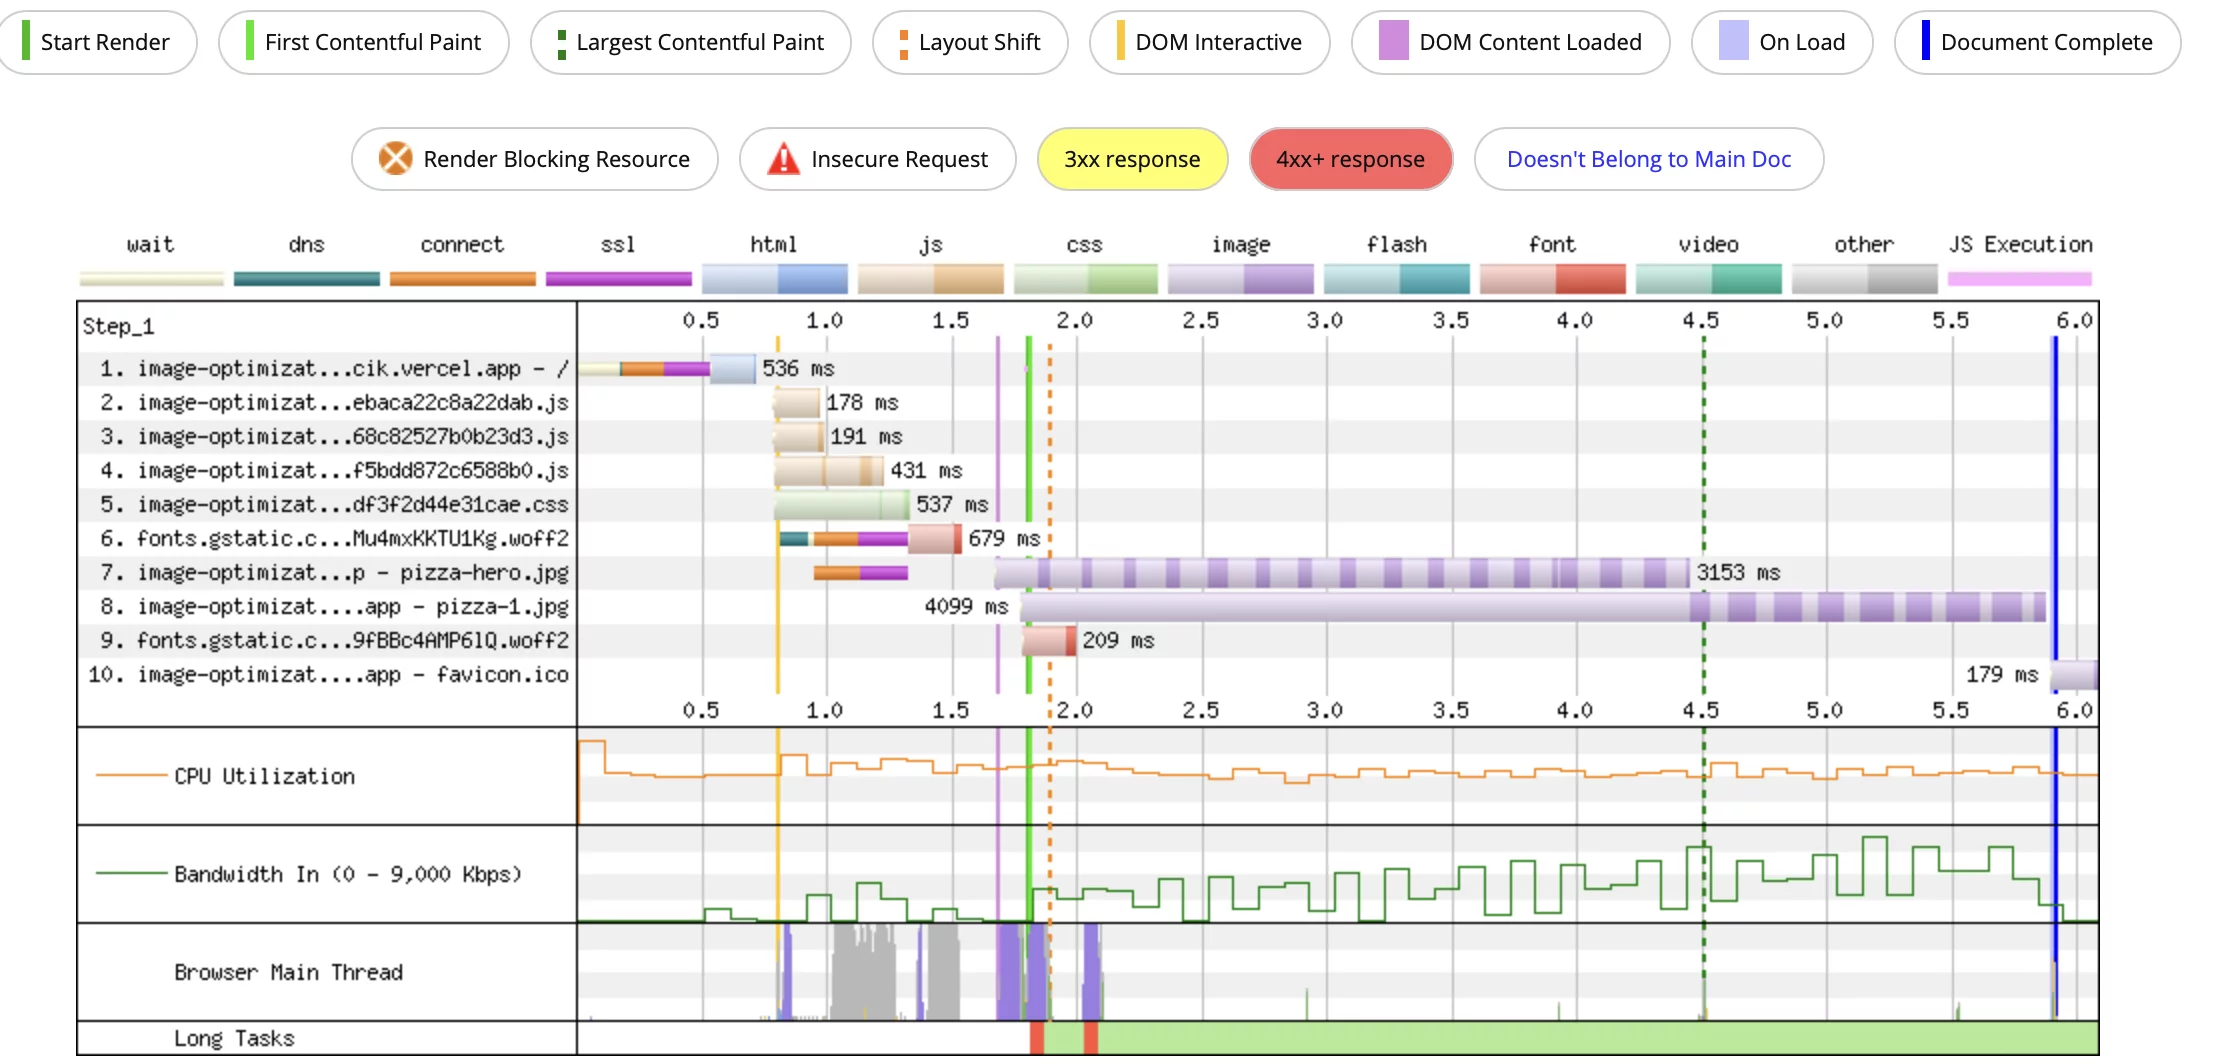 Start Render First Contentful Paint Largest Contentful Paint Layout Shift DOM Interactive DOM Content Loaded On Load Document Complete
Render Blocking Resource Insecure Request 3xx response 4xx+ response Doesn't Belong to Main Doc
wait dns connect ssl html js css image flash font video other JS Execution
Step_1 0.5 1.0 1.5 2.0 2.5 3.0 3.5 4.0 4.5 5.0 5.5 6.0
1. image-optimizat...cik.vercel.app - / 536 ms
2. image-optimizat...ebaca22c8a22dab.js 178 ms
3. image-optimizat...68c82527b0b23d3.js 191 ms
4. image-optimizat...f5bdd872c6588b0.js 431 ms
5. image-optimizat...df3f2d44e31cae.css 537 ms
6. fonts.gstatic.c...Mu4mxKKTU1Kg.woff2 679 ms
7. image-optimizat...p - pizza-hero.jpg 3153 ms
8. image-optimizat....app - pizza-1.jpg 4099 ms
9. fonts.gstatic.c...9fBBc4AMP6lQ.woff2 209 ms
10. image-optimizat....app - favicon.ico 179 ms
0.5 1.0 1.5 2.0 2.5 3.0 3.5 4.0 4.5 5.0 5.5 6.0
CPU Utilization
Bandwidth In (0 - 9,000 Kbps)
Browser Main Thread
Long Tasks